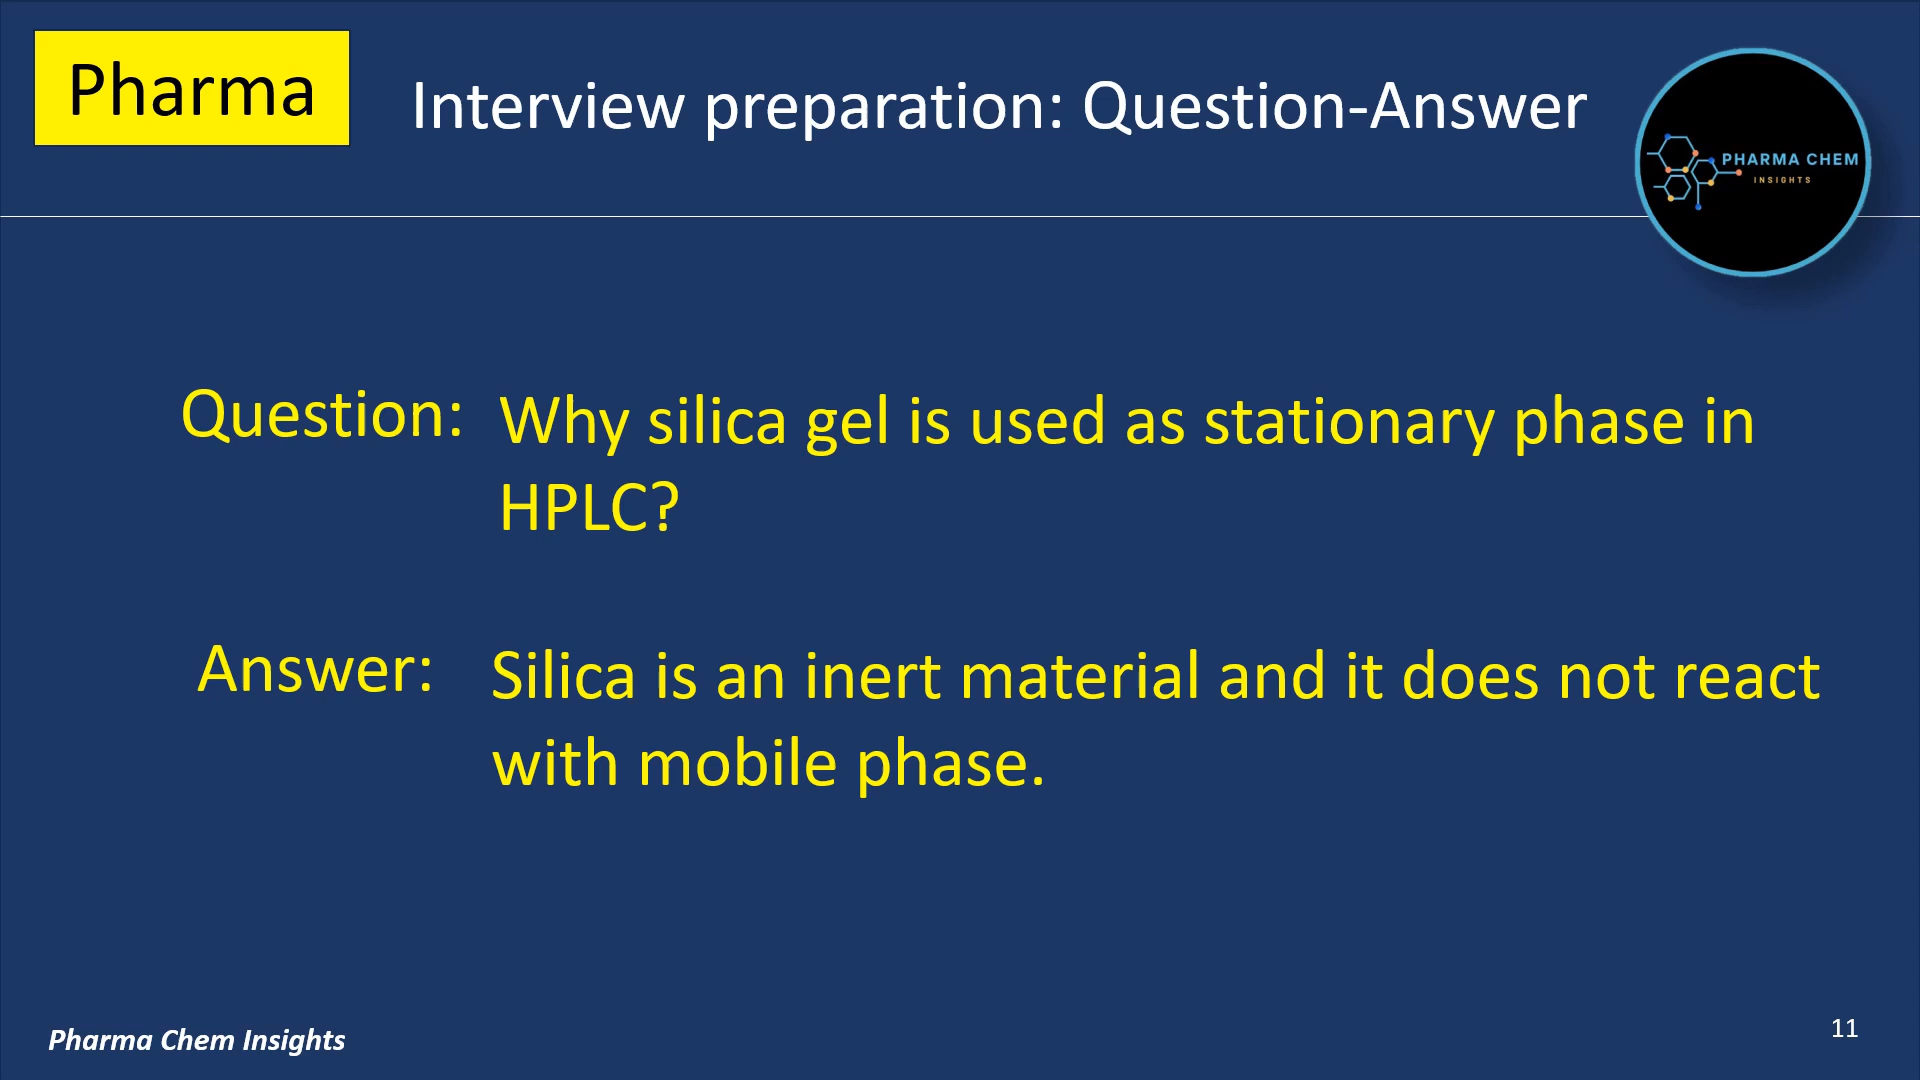 Pharma
Interview preparation: Question-Answer
PHARMA CHEM
INSIGHTS
Question:
Why silica gel is used as stationary phase in
HPLC?
Answer:
Silica is an inert material and it does not react
with mobile phase.
Pharma Chem Insights
11